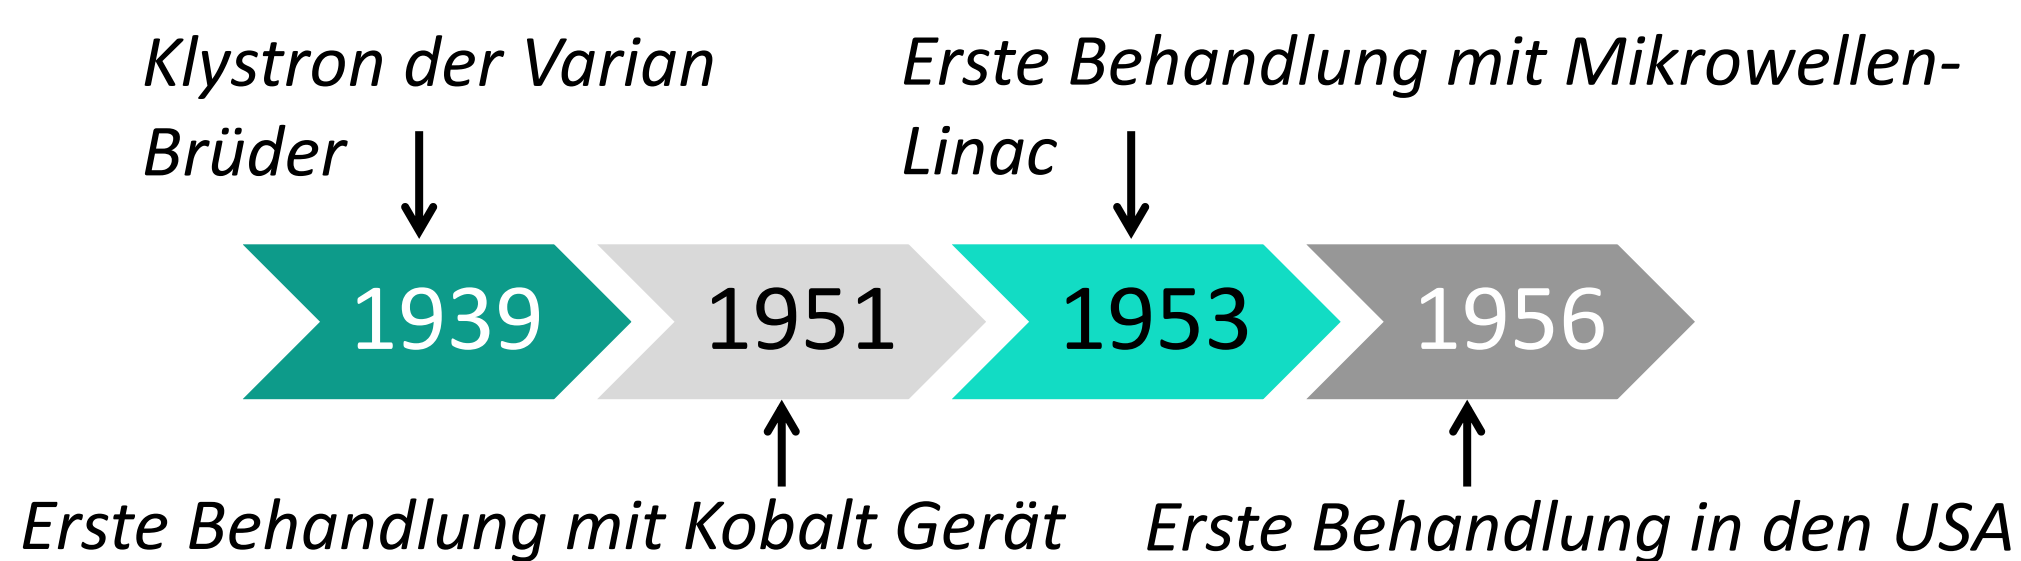 Klystron der Varian
Brüder
Erste Behandlung mit Mikrowellen-
Linac
1939
1951
1953
1956
Erste Behandlung mit Kobalt Gerät
Erste Behandlung in den USA